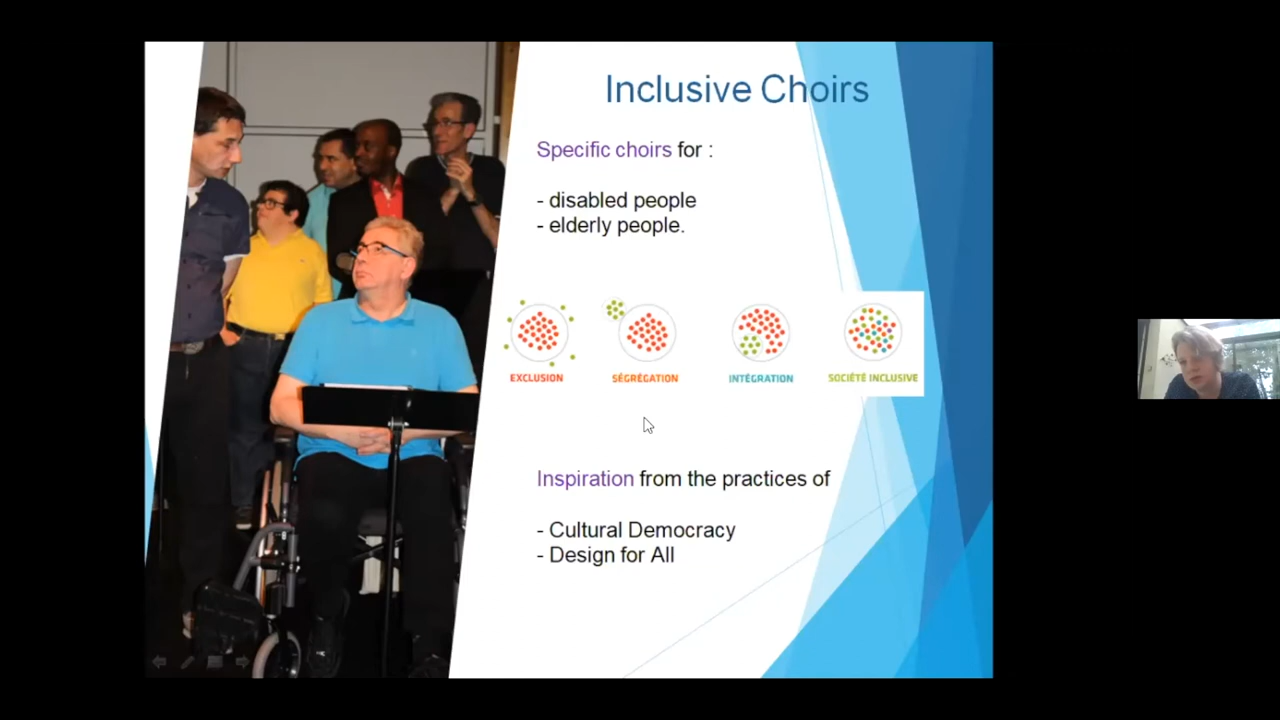 Inclusive Choirs
Specific choirs for :
- disabled people
- elderly people.
EXCLUSION
SÉGRÉGATION
INTÉGRATION
SOCIÉTÉ INCLUSIVE
Inspiration from the practices of
- Cultural Democracy
- Design for All